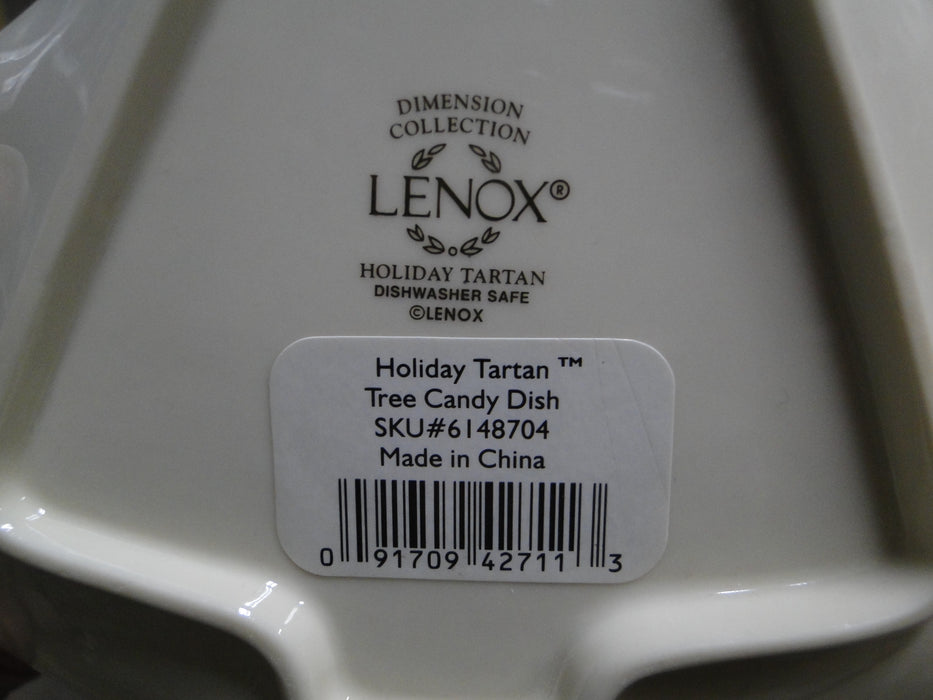 DIMENSION
COLLECTION
LENOX®
HOLIDAY TARTAN
DISHWASHER SAFE
©LENOX
Holiday Tartan ™
Tree Candy Dish
SKU#6148704
Made in China
0 91709 42711 3